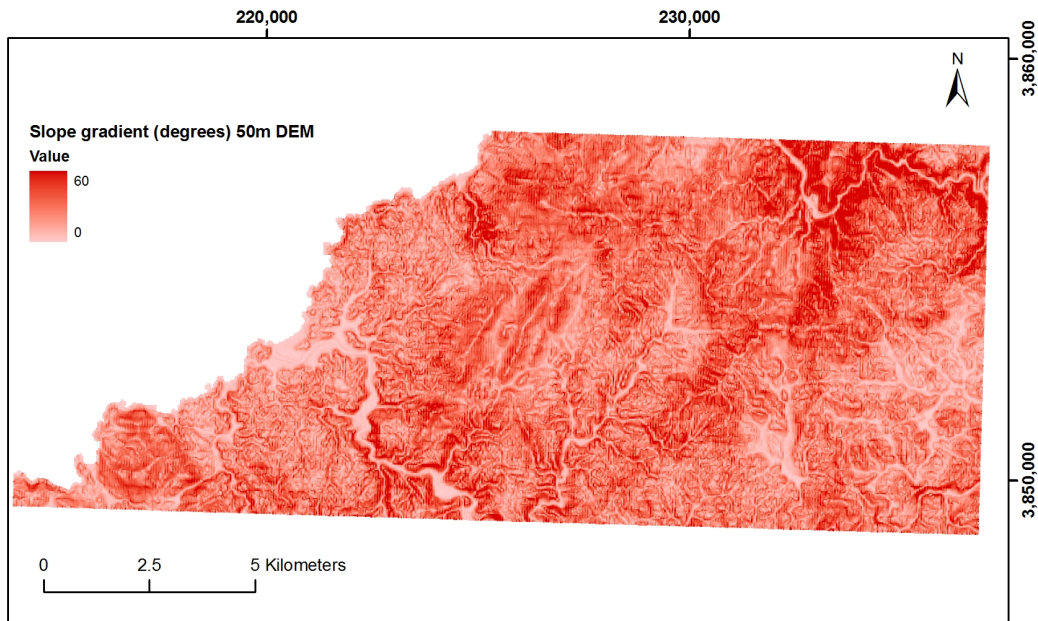 220,000
230,000
3,860,000
N
Slope gradient (degrees) 50m DEM
Value
60
0
3,850,000
0
2.5
5 Kilometers